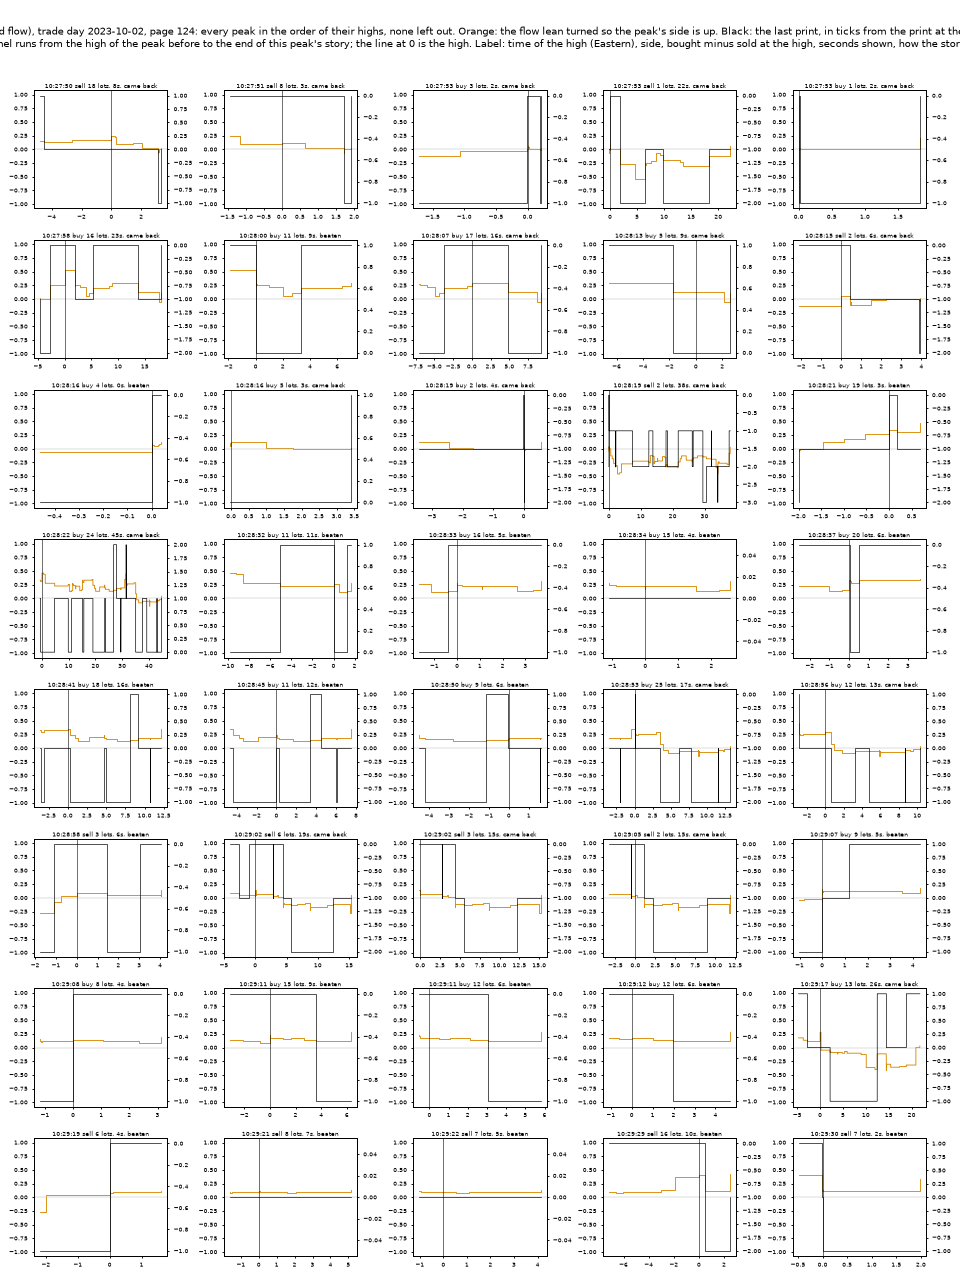 d flow), trade day 2023-10-02, page 124: every peak in the order of their highs, none left out. Orange: the flow lean turned so the peak's side is up. Black: the last print, in ticks from the print at the
nel runs from the high of the peak before to the end of this peak's story; the line at 0 is the high. Label: time of the high (Eastern), side, bought minus sold at the high, seconds shown, how the stor
10:27:50 sell 18 lots. 8s. came back
10:27:51 sell 8 lots. 3s. came back
10:27:53 buy 3 lots. 2s. came back
10:27:53 sell 1 lots. 22s. came back
10:27:53 buy 1 lots. 2s. came back
10:27:58 buy 16 lots. 23s. came back
10:28:00 buy 11 lots. 9s. beaten
10:28:07 buy 17 lots. 16s. came back
10:28:13 buy 5 lots. 9s. came back
10:28:15 sell 2 lots. 6s. came back
10:28:16 buy 4 lots. 0s. beaten
10:28:16 buy 5 lots. 3s. came back
10:28:19 buy 2 lots. 4s. came back
10:28:19 sell 2 lots. 38s. came back
10:28:21 buy 19 lots. 3s. beaten
10:28:22 buy 24 lots. 45s. came back
10:28:32 buy 11 lots. 11s. beaten
10:28:33 buy 16 lots. 5s. beaten
10:28:34 buy 15 lots. 4s. beaten
10:28:37 buy 20 lots. 6s. beaten
10:28:41 buy 18 lots. 16s. beaten
10:28:45 buy 11 lots. 12s. beaten
10:28:50 buy 9 lots. 6s. beaten
10:28:53 buy 25 lots. 17s. came back
10:28:56 buy 12 lots. 13s. came back
10:28:58 sell 3 lots. 6s. beaten
10:29:02 sell 6 lots. 19s. came back
10:29:02 sell 3 lots. 15s. came back
10:29:05 sell 2 lots. 15s. came back
10:29:07 buy 9 lots. 5s. beaten
10:29:08 buy 8 lots. 4s. beaten
10:29:11 buy 15 lots. 9s. beaten
10:29:11 buy 12 lots. 6s. beaten
10:29:12 buy 12 lots. 6s. beaten
10:29:17 buy 13 lots. 26s. came back
10:29:19 sell 6 lots. 4s. beaten
10:29:21 sell 8 lots. 7s. beaten
10:29:22 sell 7 lots. 5s. beaten
10:29:29 sell 16 lots. 10s. beaten
10:29:30 sell 7 lots. 2s. beaten